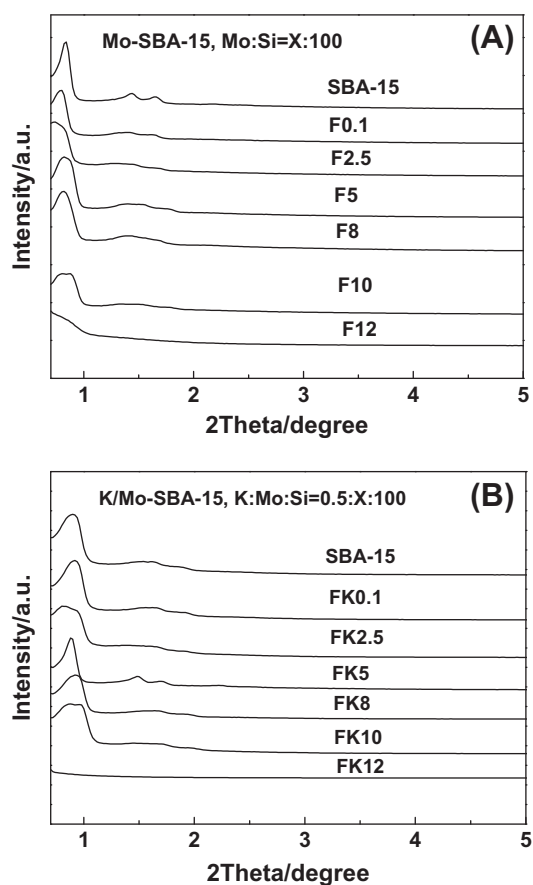 Mo-SBA-15, Mo:Si=X:100
(A)
SBA-15
F0.1
F2.5
F5
F8
F10
F12
Intensity/a.u.
1 2 3 4 5
2Theta/degree
K/Mo-SBA-15, K:Mo:Si=0.5:X:100
(B)
SBA-15
FK0.1
FK2.5
FK5
FK8
FK10
FK12
Intensity/a.u.
1 2 3 4 5
2Theta/degree